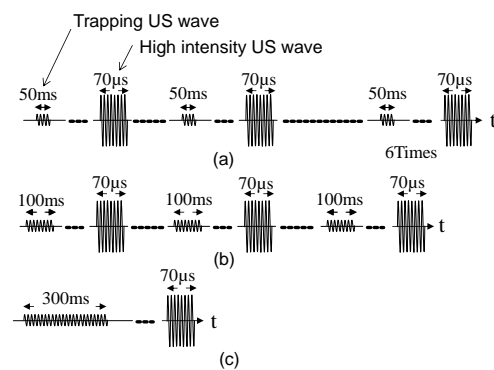 Trapping US wave
High intensity US wave
50ms 70µs 50ms 70µs 50ms 70µs
t
6Times
(a)
100ms 70µs 100ms 70µs 100ms 70µs
t
(b)
300ms 70µs
t
(c)